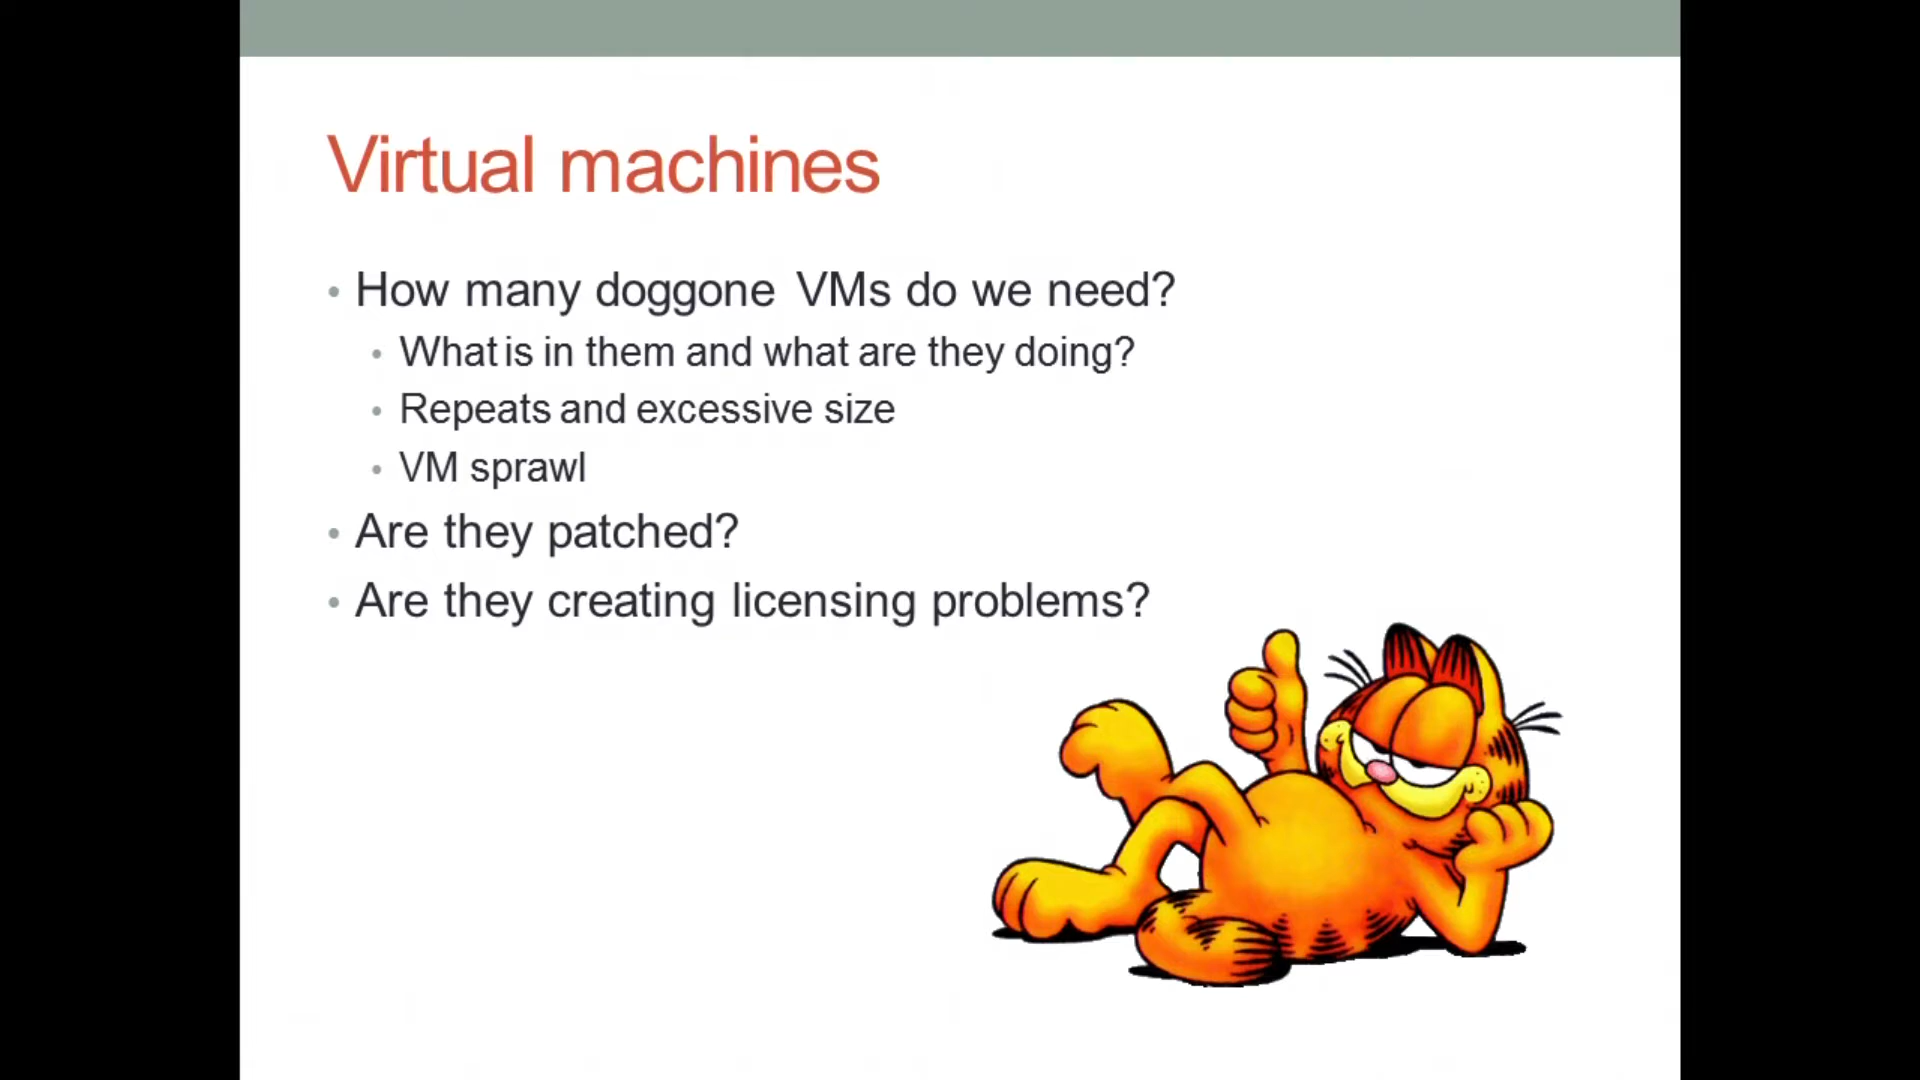 Virtual machines
• How many doggone VMs do we need?
• What is in them and what are they doing?
• Repeats and excessive size
• VM sprawl
• Are they patched?
• Are they creating licensing problems?